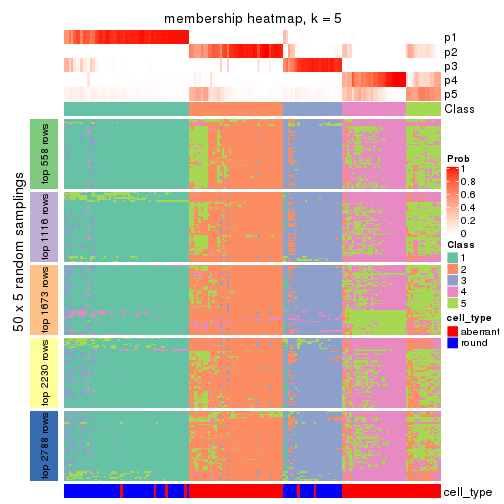 membership heatmap, k = 5
p1
p2
p3
p4
p5
Class
50 x 5 random samplings
top 558 rows
top 1116 rows
top 1673 rows
top 2230 rows
top 2788 rows
cell_type
Prob
1
0.8
0.6
0.4
0.2
0
Class
1
2
3
4
5
cell_type
aberrant
round